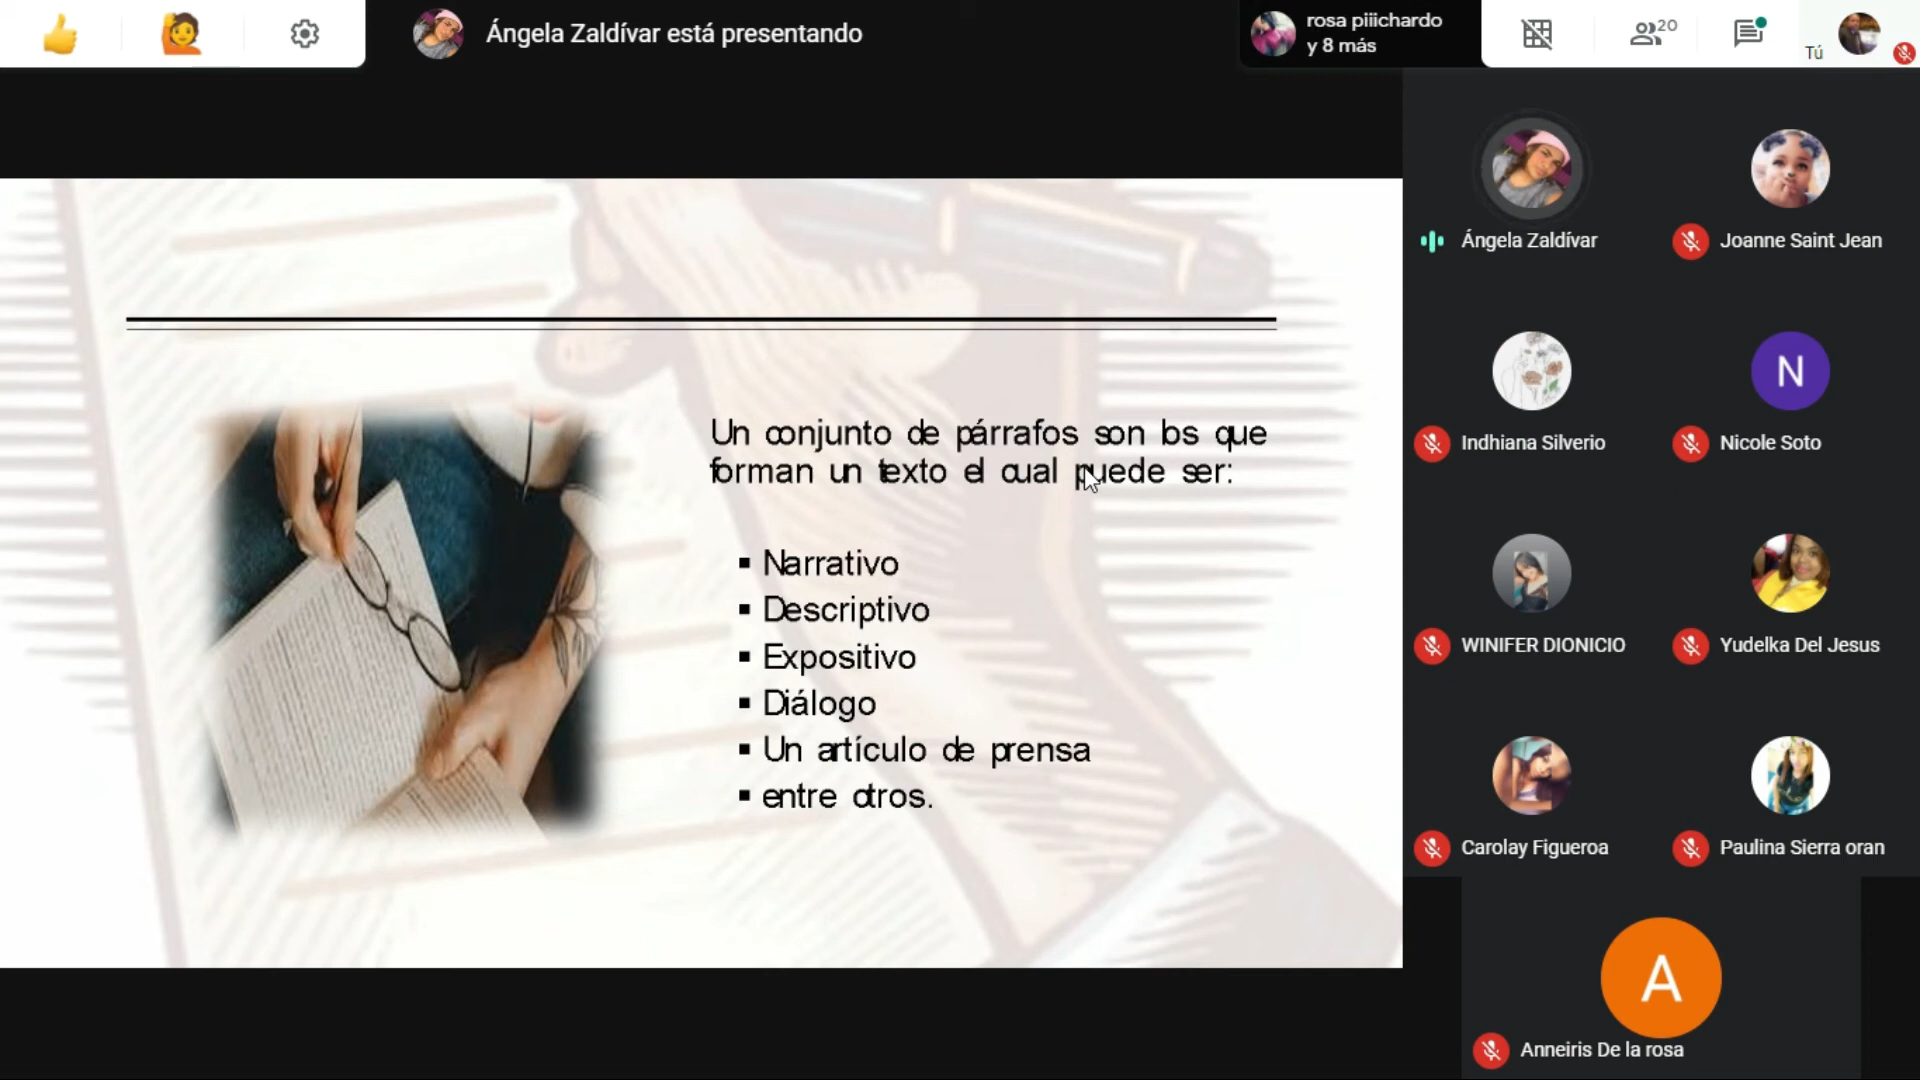 Ángela Zaldívar está presentando
rosa piiichardo
y 8 más
20
Tú
Ángela Zaldívar
Joanne Saint Jean
Indhiana Silverio
N
Nicole Soto
WINIFER DIONICIO
Yudelka Del Jesus
Carolay Figueroa
Paulina Sierra oran
A
Anneiris De la rosa
Un conjunto de párrafos son los que
forman un texto el cual puede ser:
▪ Narrativo
▪ Descriptivo
▪ Expositivo
▪ Diálogo
▪ Un artículo de prensa
▪ entre otros.